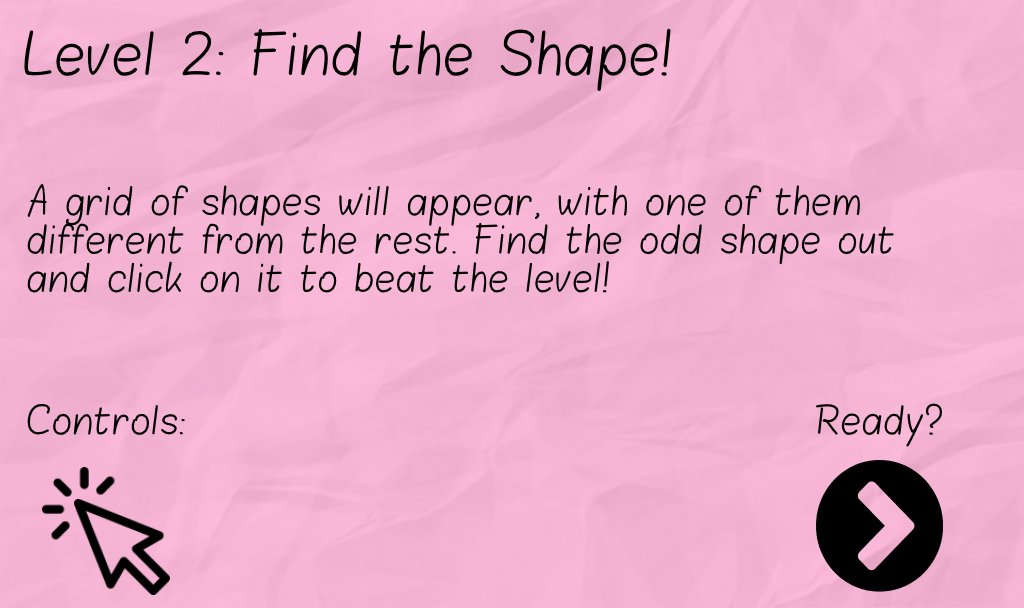 Level 2: Find the Shape!
A grid of shapes will appear, with one of them
different from the rest. Find the odd shape out
and click on it to beat the level!
Controls:
Ready?